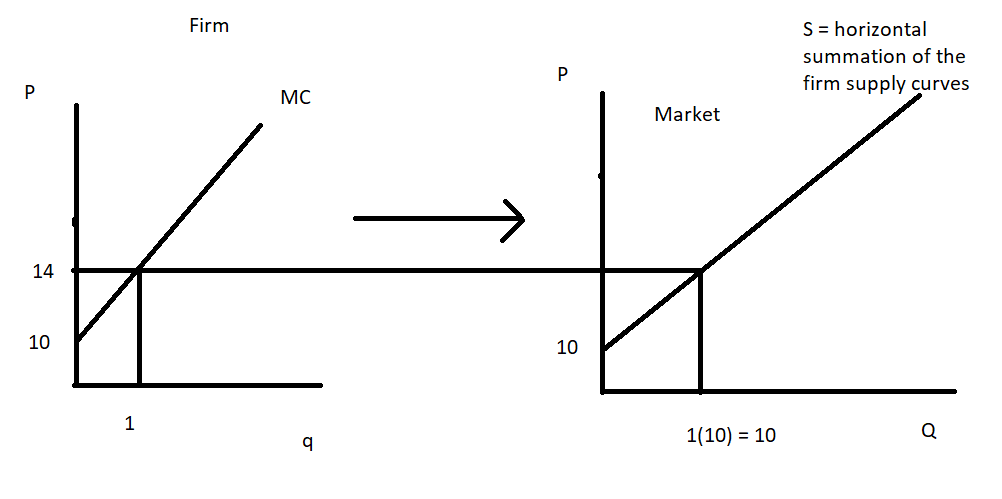 Firm
P
MC
14
10
1
q
S = horizontal
summation of the
firm supply curves
P
Market
10
1(10) = 10
Q